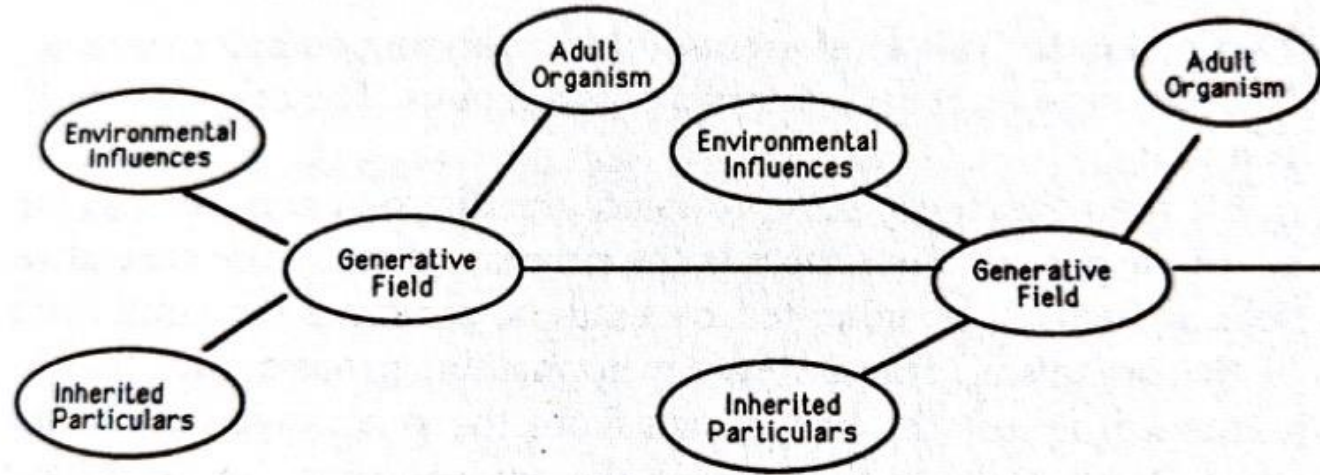 Adult
Organism
Environmental
Influences
Generative
Field
Inherited
Particulars
Adult
Organism
Environmental
Influences
Generative
Field
Inherited
Particulars